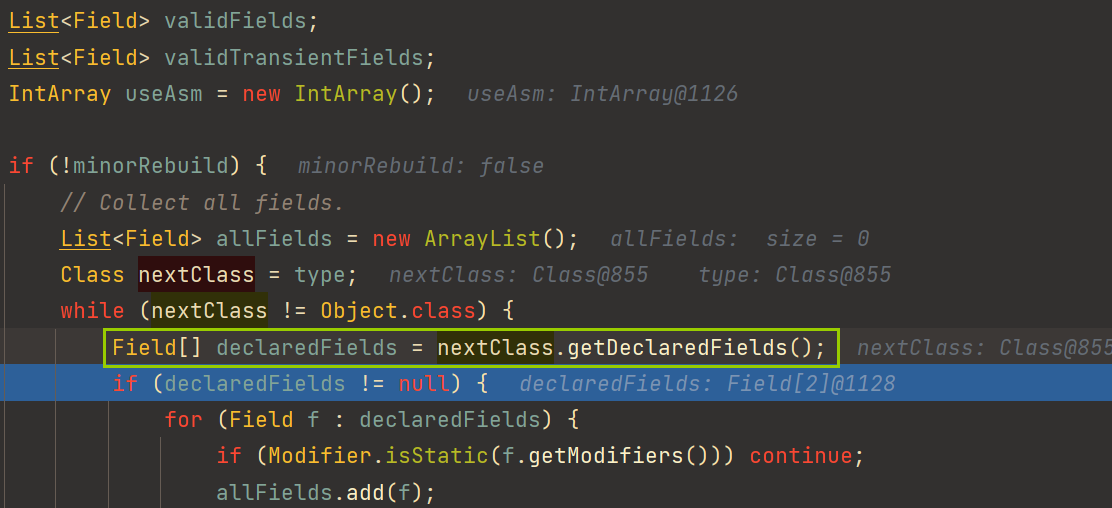 List<Field> validFields;
List<Field> validTransientFields;
IntArray useAsm = new IntArray(); useAsm: IntArray@1126
if (!minorRebuild) { minorRebuild: false
// Collect all fields.
List<Field> allFields = new ArrayList(); allFields: size = 0
Class nextClass = type; nextClass: Class@855 type: Class@855
while (nextClass != Object.class) {
Field[] declaredFields = nextClass.getDeclaredFields(); nextClass: Class@855
if (declaredFields != null) { declaredFields: Field[2]@1128
for (Field f : declaredFields) {
if (Modifier.isStatic(f.getModifiers())) continue;
allFields.add(f);